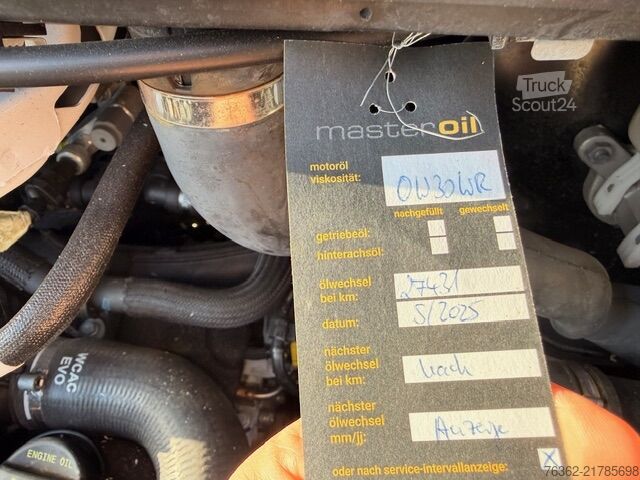 Truck
Scout24
masteroil
motoröl
viskosität:
0W30WR
nachgefüllt gewechselt
getriebeöl:
hinterachsöl:
ölwechsel
bei km:
27431
datum:
5/2025
nächster
ölwechsel
bei km:
nach
nächster
ölwechsel
mm/jj:
Anzeige
oder nach service-intervallanzeige: X
WCAC
EVO
ENGINE OIL
76362-21785698